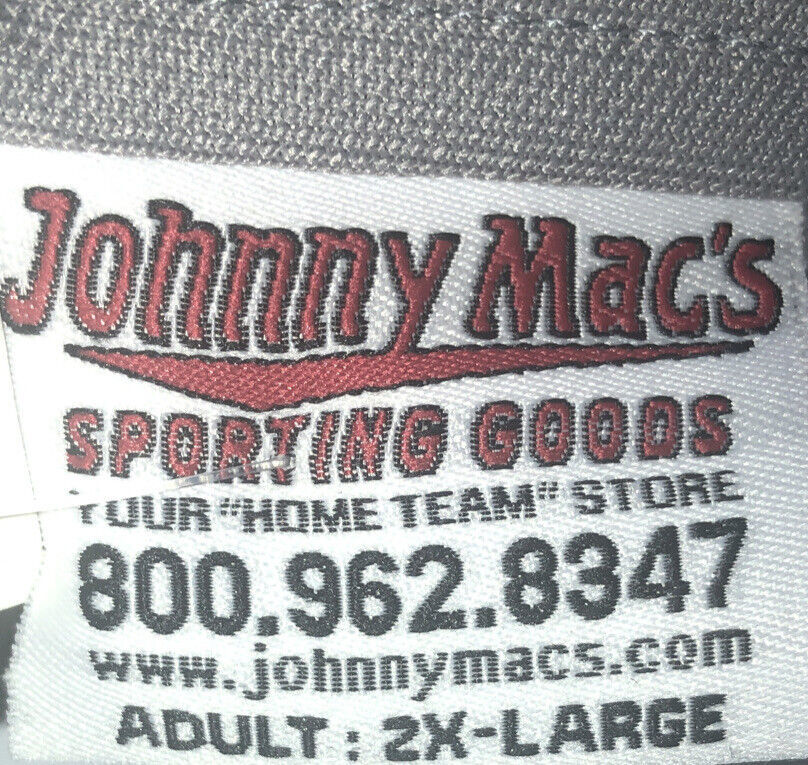 Johnny Mac's
SPORTING GOODS
YOUR "HOME TEAM" STORE
800.962.8347
www.johnnymacs.com
ADULT : 2X-LARGE